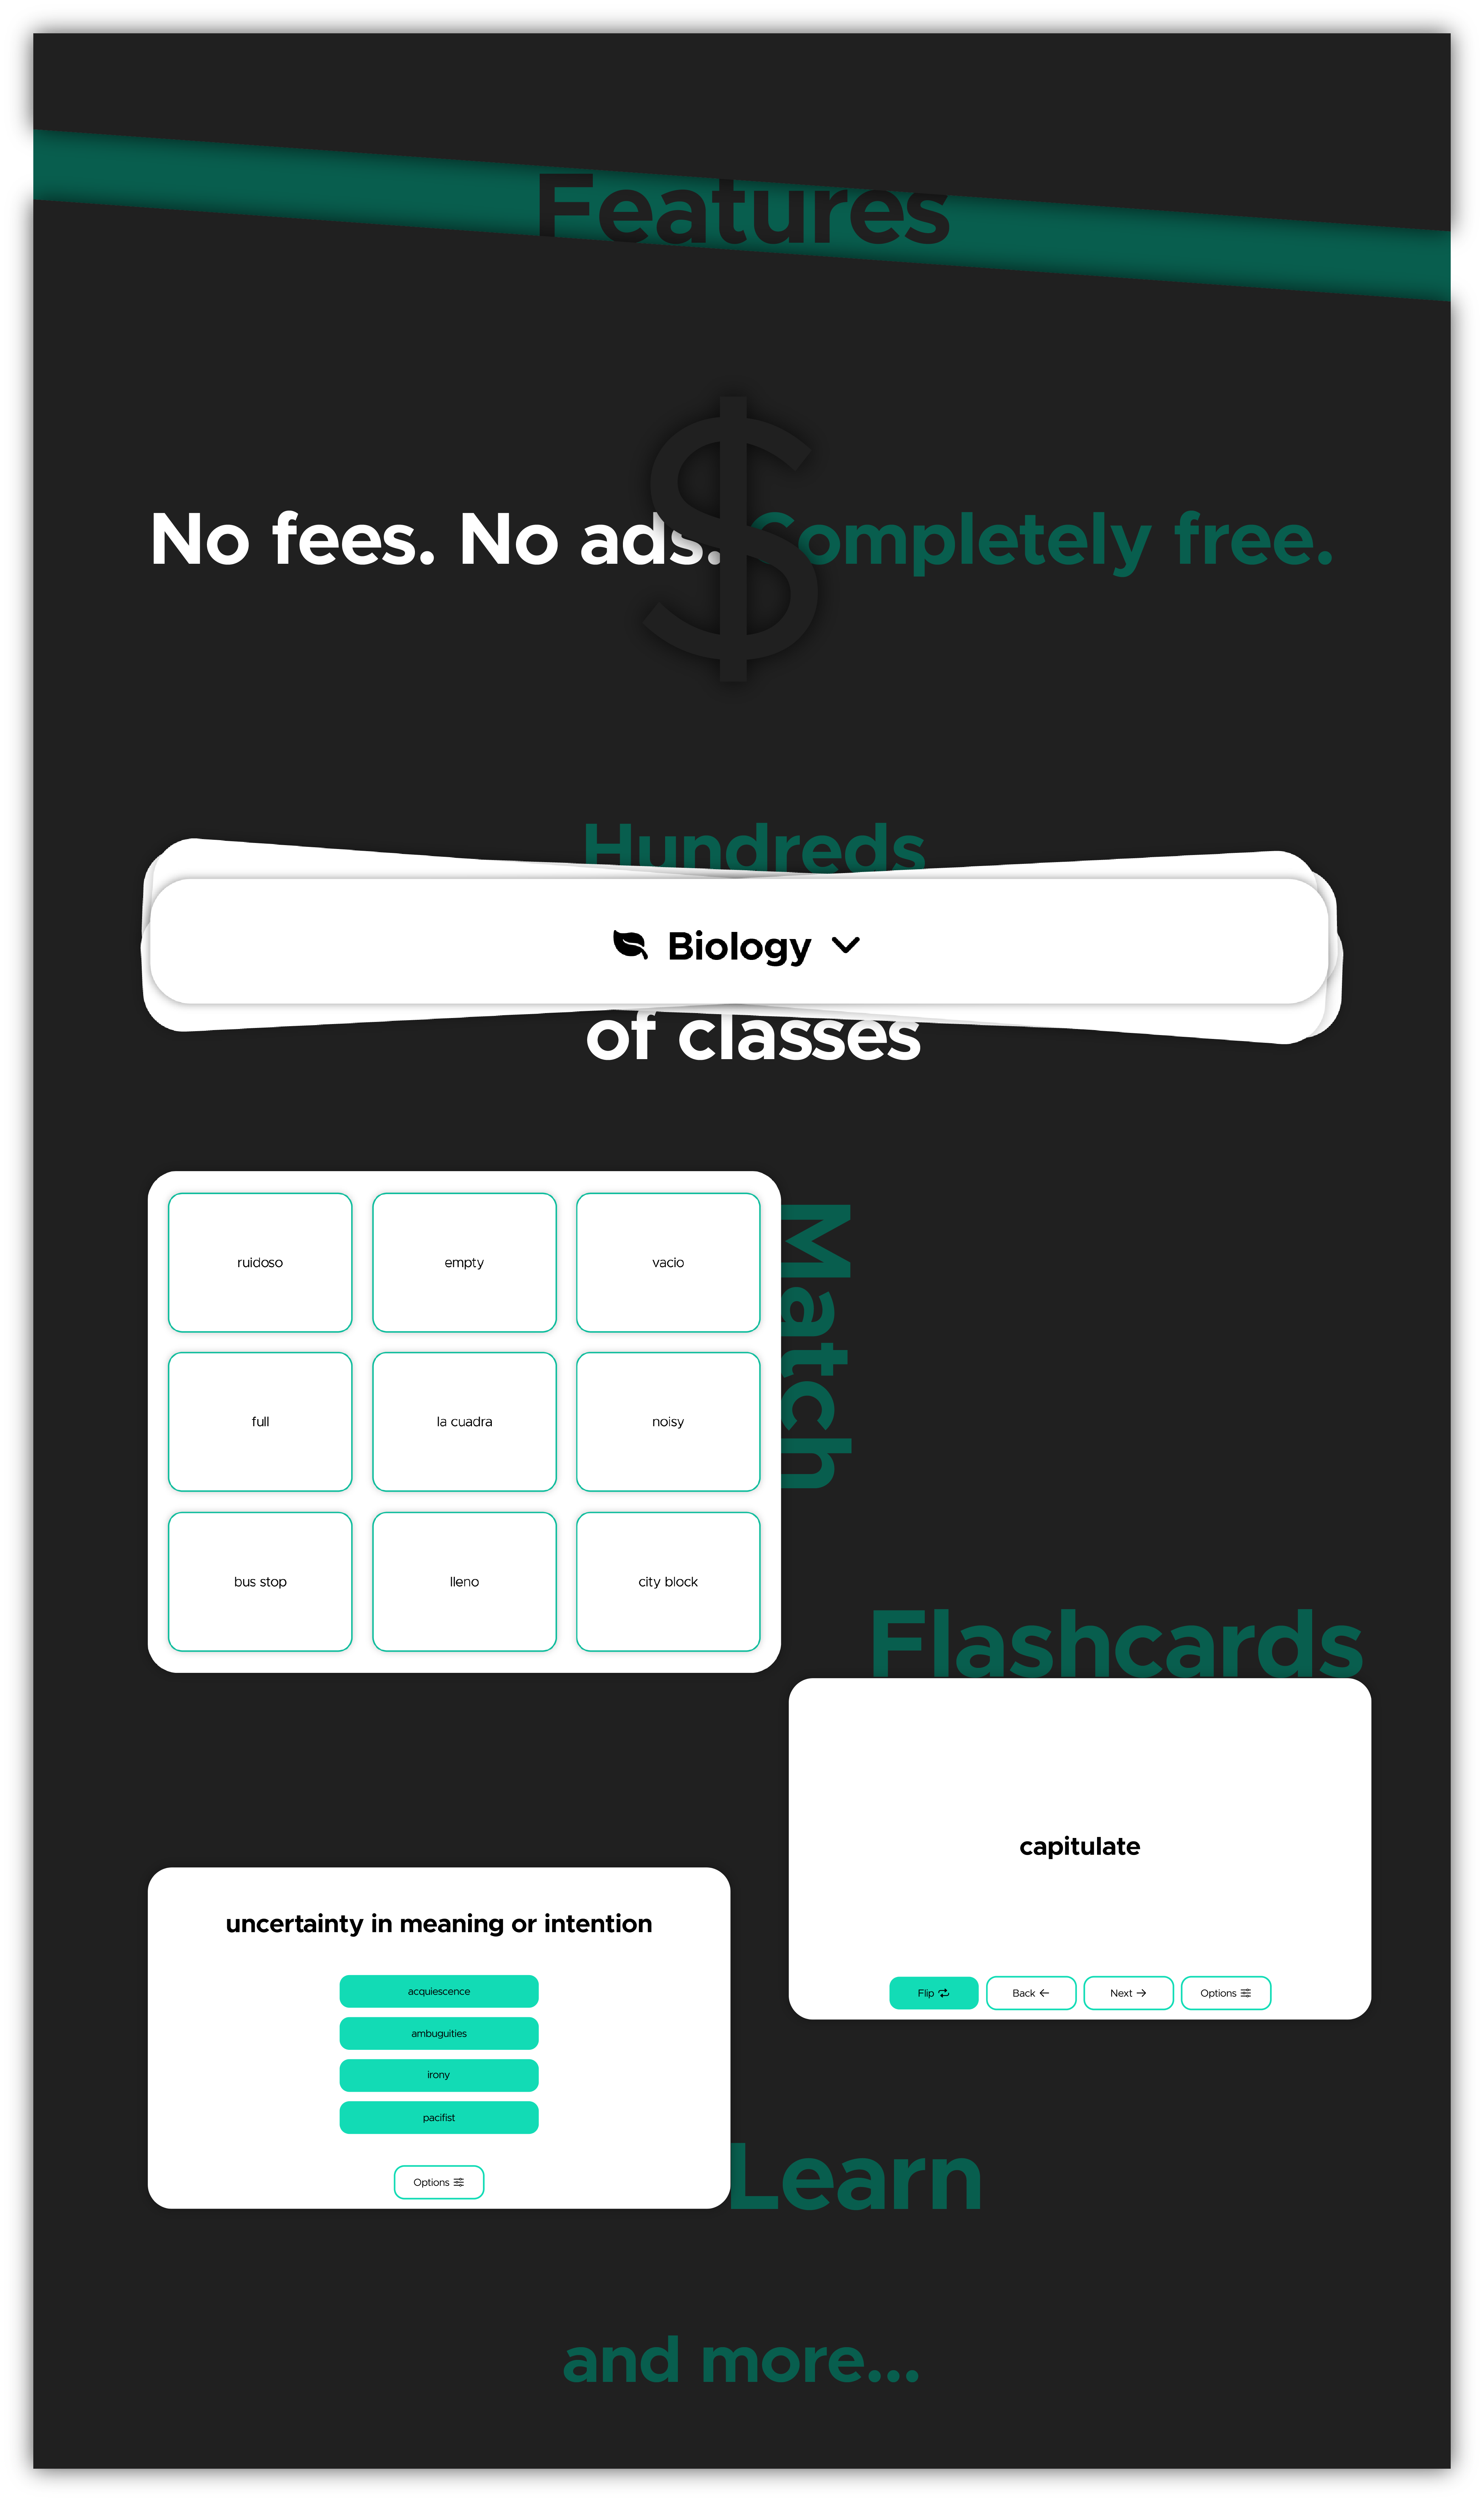 Features
No fees. No ads. Completely free.
Hundreds
Biology
of classes
ruidoso
empty
vacio
full
la cuadra
noisy
bus stop
lleno
city block
Match
Flashcards
capitulate
Flip
Back
Next
Options
uncertainty in meaning or intention
acquiescence
ambuguities
irony
pacifist
Options
Learn
and more...